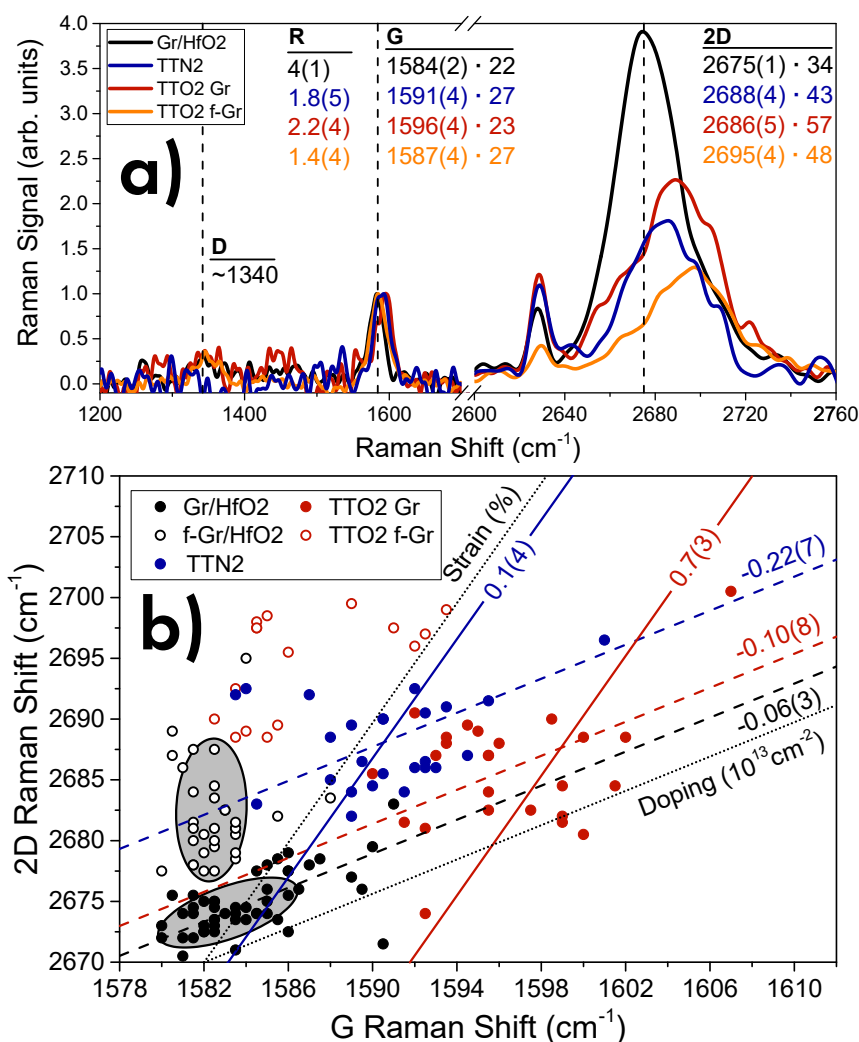 4.0
3.5
3.0
2.5
2.0
1.5
1.0
0.5
0.0
Raman Signal (arb. units)
Gr/HfO2
TTN2
TTO2 Gr
TTO2 f-Gr
a)
R
4(1)
1.8(5)
2.2(4)
1.4(4)
G
1584(2) · 22
1591(4) · 27
1596(4) · 23
1587(4) · 27
2D
2675(1) · 34
2688(4) · 43
2686(5) · 57
2695(4) · 48
D
~1340
1200 1400 1600 2600 2640 2680 2720 2760
Raman Shift (cm-1)
2710
2705
2700
2695
2690
2685
2680
2675
2670
2D Raman Shift (cm-1)
Gr/HfO2 TTO2 Gr
f-Gr/HfO2 TTO2 f-Gr
TTN2
b)
Strain (%)
0.1(4)
0.7(3)
-0.22(7)
-0.10(8)
-0.06(3)
Doping (10¹³cm-2)
1578 1582 1586 1590 1594 1598 1602 1606 1610
G Raman Shift (cm-1)